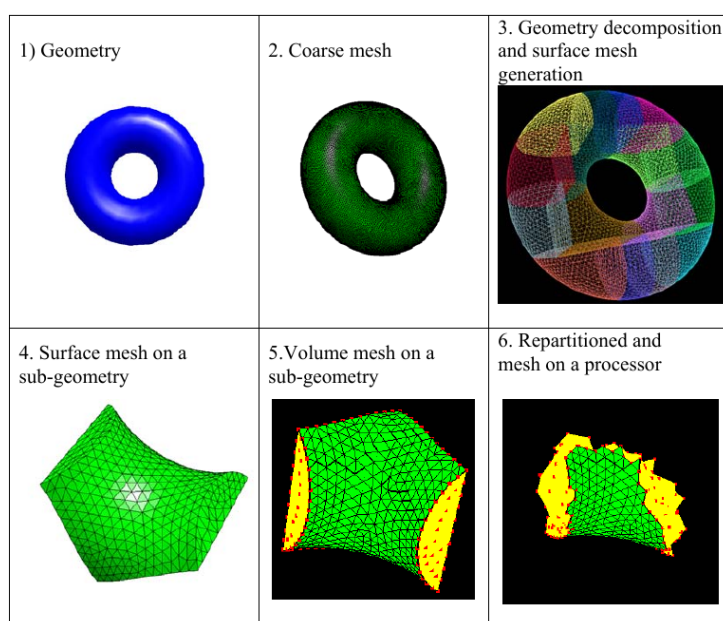 1) Geometry
2. Coarse mesh
3. Geometry decomposition
and surface mesh
generation
4. Surface mesh on a
sub-geometry
5.Volume mesh on a
sub-geometry
6. Repartitioned and
mesh on a processor